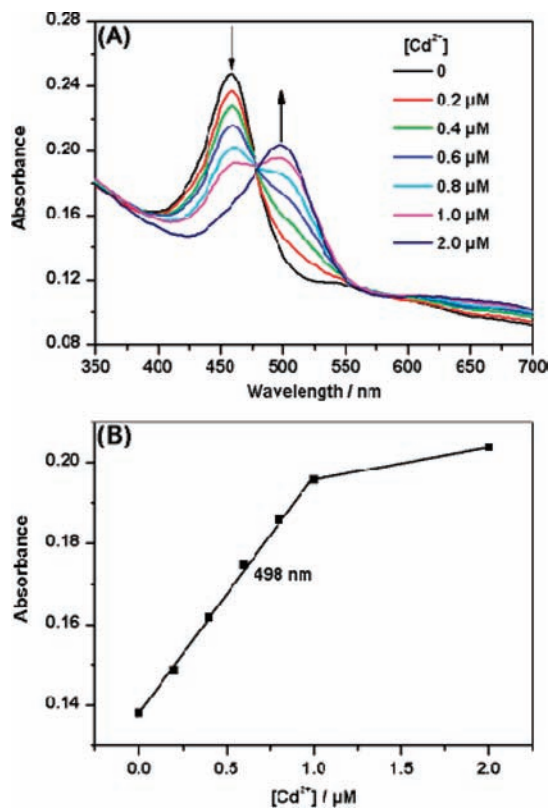 (A)
[Cd²⁺]
0
0.2 µM
0.4 µM
0.6 µM
0.8 µM
1.0 µM
2.0 µM
0.28
0.24
0.20
0.16
0.12
0.08
Absorbance
350 400 450 500 550 600 650 700
Wavelength / nm
(B)
498 nm
0.20
0.18
0.16
0.14
Absorbance
0.0 0.5 1.0 1.5 2.0
[Cd²⁺] / µM